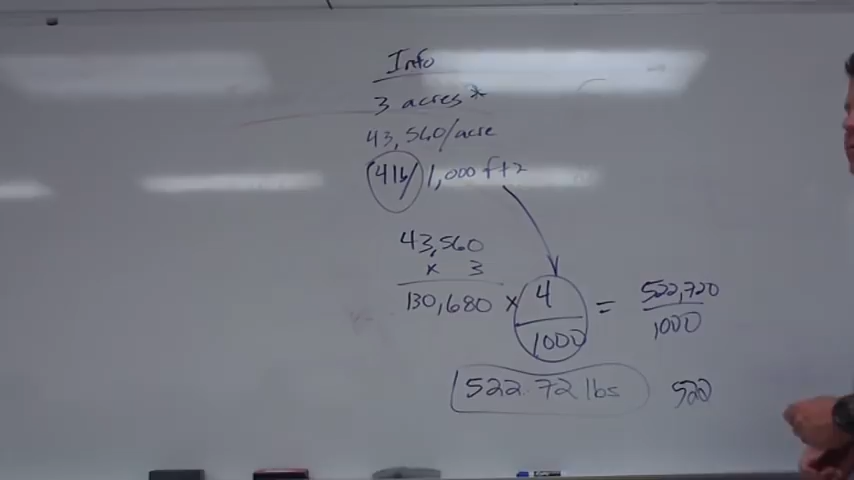 Info
3 acres*
43,560/acre
4lb/1,000 ft2
43,560
x 3
130,680 x 4/1000 = 522,720/1000
522.72 lbs
520